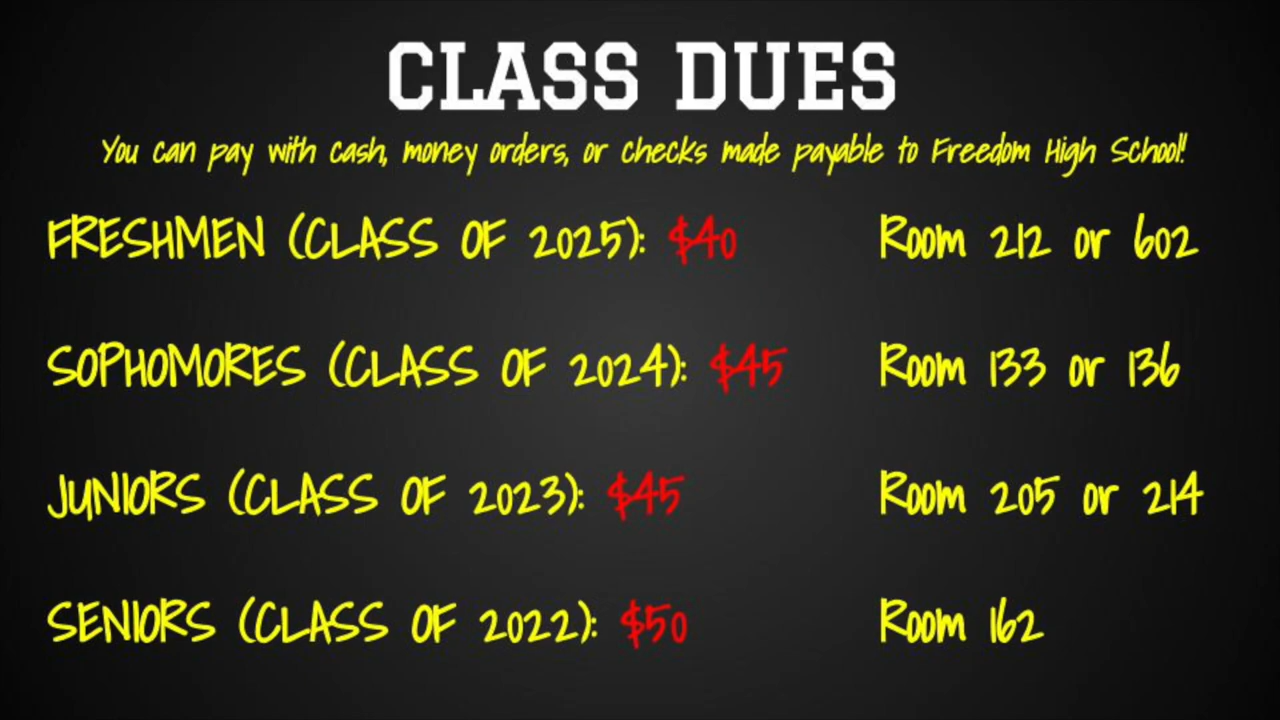 CLASS DUES
You can pay with cash, money orders, or checks made payable to Freedom High School!
FRESHMEN (CLASS OF 2025): $40 Room 212 or 602
SOPHOMORES (CLASS OF 2024): $45 Room 133 or 136
JUNIORS (CLASS OF 2023): $45 Room 205 or 214
SENIORS (CLASS OF 2022): $50 Room 162